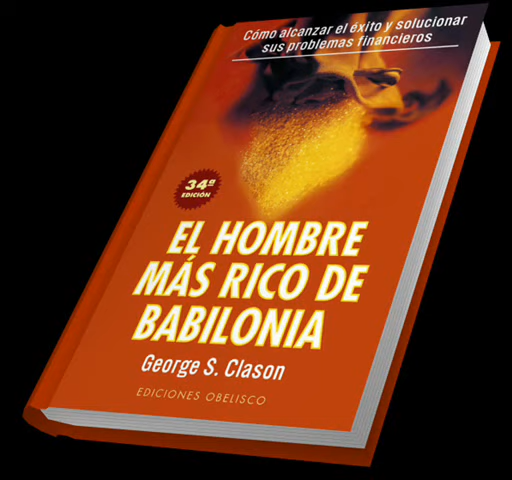 Cómo alcanzar el éxito y solucionar
sus problemas financieros
34ª
EDICIÓN
EL HOMBRE
MÁS RICO DE
BABILONIA
George S. Clason
EDICIONES OBELISCO